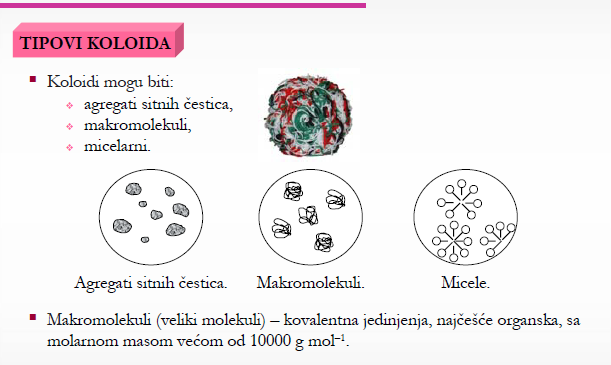 TIPOVI KOLOIDA
▪ Koloidi mogu biti:
❖ agregati sitnih čestica,
❖ makromolekuli,
❖ micelarni.
Agregati sitnih čestica. Makromolekuli. Micele.
▪ Makromolekuli (veliki molekuli) – kovalentna jedinjenja, najčešće organska, sa
molarnom masom većom od 10000 g mol⁻¹.